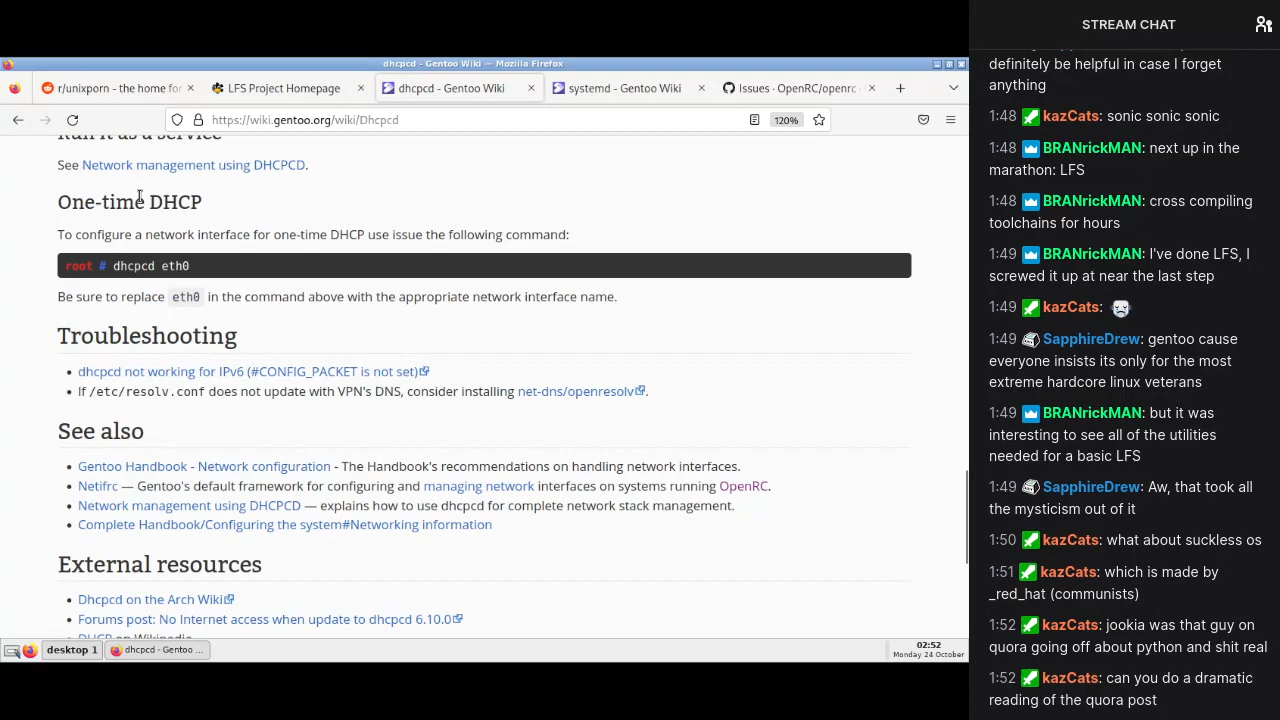 dhcpcd - Gentoo Wiki — Mozilla Firefox
r/unixporn - the home for
LFS Project Homepage
dhcpcd - Gentoo Wiki
systemd - Gentoo Wiki
Issues · OpenRC/openrc
https://wiki.gentoo.org/wiki/Dhcpcd
120%
Run it as a service
See Network management using DHCPCD.
One-time DHCP
To configure a network interface for one-time DHCP use issue the following command:
root # dhcpcd eth0
Be sure to replace eth0 in the command above with the appropriate network interface name.
Troubleshooting
• dhcpcd not working for IPv6 (#CONFIG_PACKET is not set)
• If /etc/resolv.conf does not update with VPN's DNS, consider installing net-dns/openresolv.
See also
• Gentoo Handbook - Network configuration - The Handbook's recommendations on handling network interfaces.
• Netifrc — Gentoo's default framework for configuring and managing network interfaces on systems running OpenRC.
• Network management using DHCPCD — explains how to use dhcpcd for complete network stack management.
• Complete Handbook/Configuring the system#Networking information
External resources
• Dhcpcd on the Arch Wiki
• Forums post: No Internet access when update to dhcpcd 6.10.0
• DHCP on Wikipedia
desktop 1
dhcpcd - Gentoo ...
02:52
Monday 24 October
STREAM CHAT
definitely be helpful in case I forget
anything
1:48 kazCats: sonic sonic sonic
1:48 BRANrickMAN: next up in the
marathon: LFS
1:48 BRANrickMAN: cross compiling
toolchains for hours
1:49 BRANrickMAN: I've done LFS, I
screwed it up at near the last step
1:49 kazCats:
1:49 SapphireDrew: gentoo cause
everyone insists its only for the most
extreme hardcore linux veterans
1:49 BRANrickMAN: but it was
interesting to see all of the utilities
needed for a basic LFS
1:49 SapphireDrew: Aw, that took all
the mysticism out of it
1:50 kazCats: what about suckless os
1:51 kazCats: which is made by
_red_hat (communists)
1:52 kazCats: jookia was that guy on
quora going off about python and shit real
1:52 kazCats: can you do a dramatic
reading of the quora post